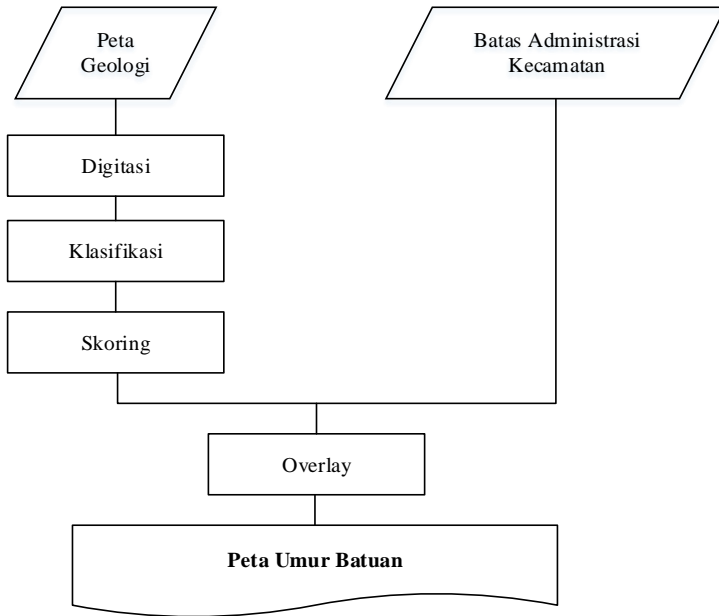 Peta
Geologi
Batas Administrasi
Kecamatan
Digitasi
Klasifikasi
Skoring
Overlay
Peta Umur Batuan